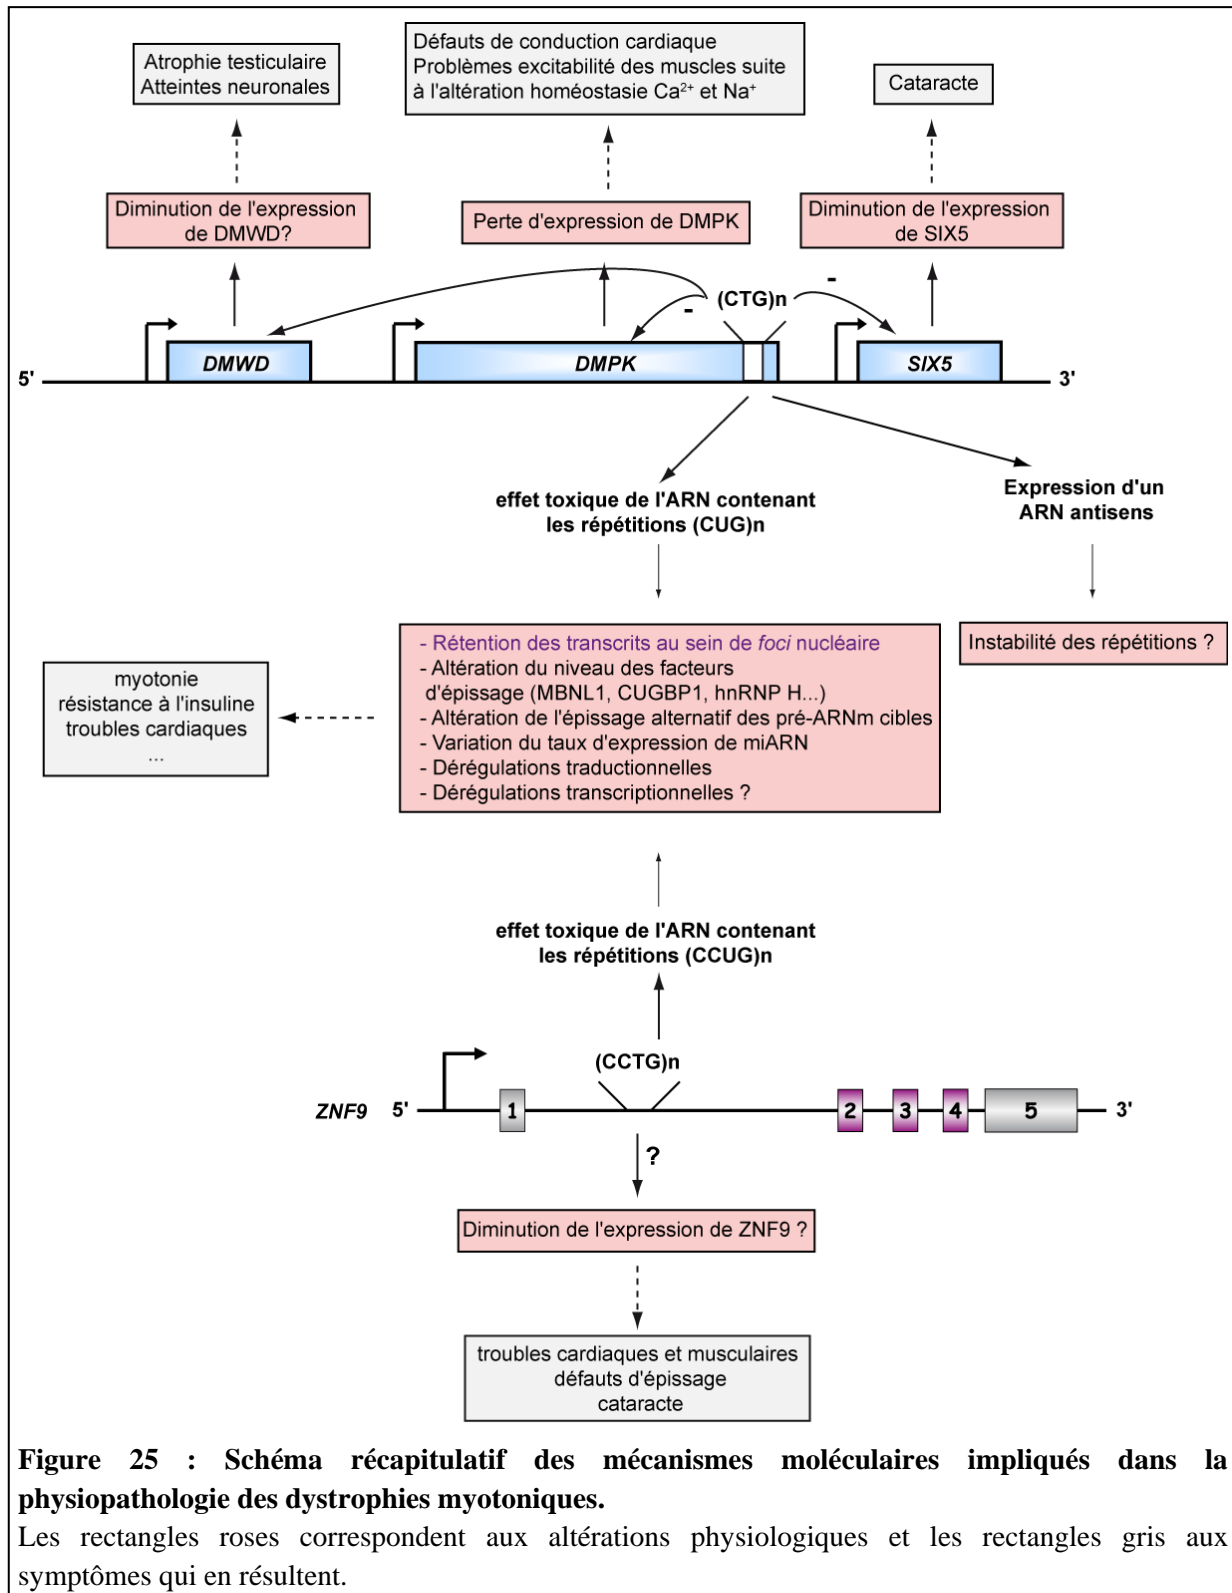 Atrophie testiculaire
Atteintes neuronales
Défauts de conduction cardiaque
Problèmes excitabilité des muscles suite
à l'altération homéostasie Ca²⁺ et Na⁺
Cataracte
Diminution de l'expression
de DMWD?
Perte d'expression de DMPK
Diminution de l'expression
de SIX5
(CTG)n
-
-
5'
DMWD
DMPK
SIX5
3'
effet toxique de l'ARN contenant
les répétitions (CUG)n
Expression d'un
ARN antisens
- Rétention des transcrits au sein de foci nucléaire
- Altération du niveau des facteurs
d'épissage (MBNL1, CUGBP1, hnRNP H...)
- Altération de l'épissage alternatif des pré-ARNm cibles
- Variation du taux d'expression de miARN
- Dérégulations traductionnelles
- Dérégulations transcriptionnelles ?
Instabilité des répétitions ?
myotonie
résistance à l'insuline
troubles cardiaques
...
effet toxique de l'ARN contenant
les répétitions (CCUG)n
(CCTG)n
ZNF9
5'
1
2
3
4
5
3'
?
Diminution de l'expression de ZNF9 ?
troubles cardiaques et musculaires
défauts d'épissage
cataracte
Figure 25 : Schéma récapitulatif des mécanismes moléculaires impliqués dans la
physiopathologie des dystrophies myotoniques.
Les rectangles roses correspondent aux altérations physiologiques et les rectangles gris aux
symptômes qui en résultent.